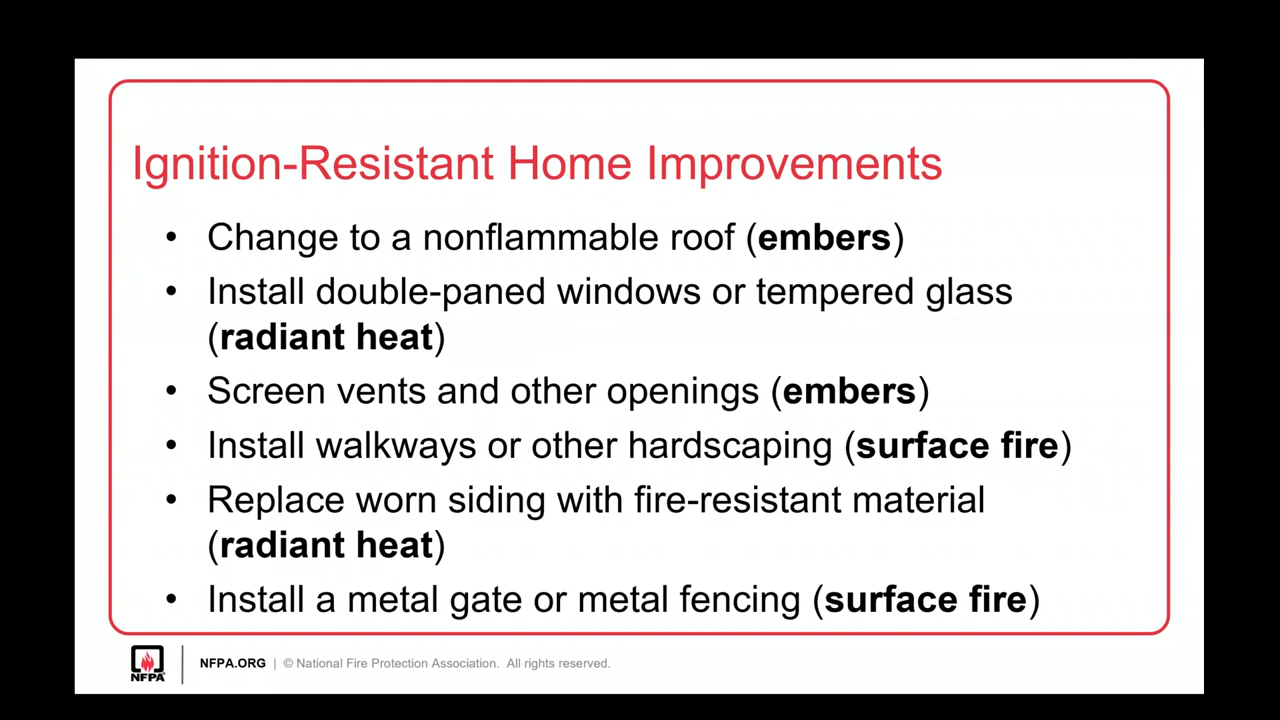 Ignition-Resistant Home Improvements
• Change to a nonflammable roof (embers)
• Install double-paned windows or tempered glass
(radiant heat)
• Screen vents and other openings (embers)
• Install walkways or other hardscaping (surface fire)
• Replace worn siding with fire-resistant material
(radiant heat)
• Install a metal gate or metal fencing (surface fire)
NFPA
NFPA.ORG | © National Fire Protection Association. All rights reserved.